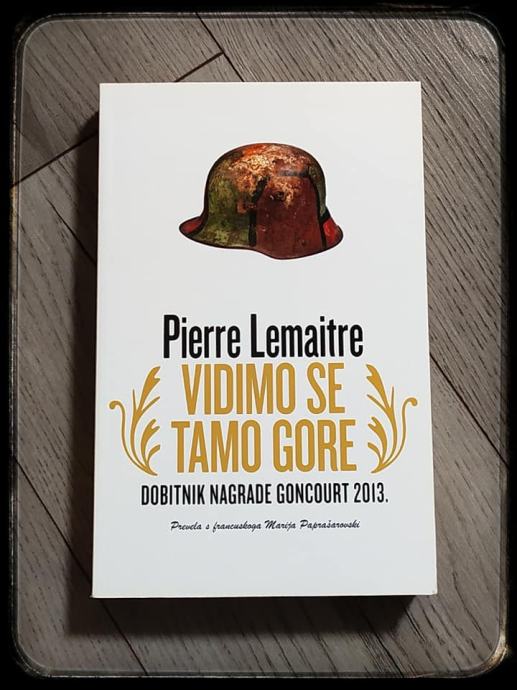 Pierre Lemaitre
VIDIMO SE
TAMO GORE
DOBITNIK NAGRADE GONCOURT 2013.
Prevela s francuskoga Marija Paprašarovski